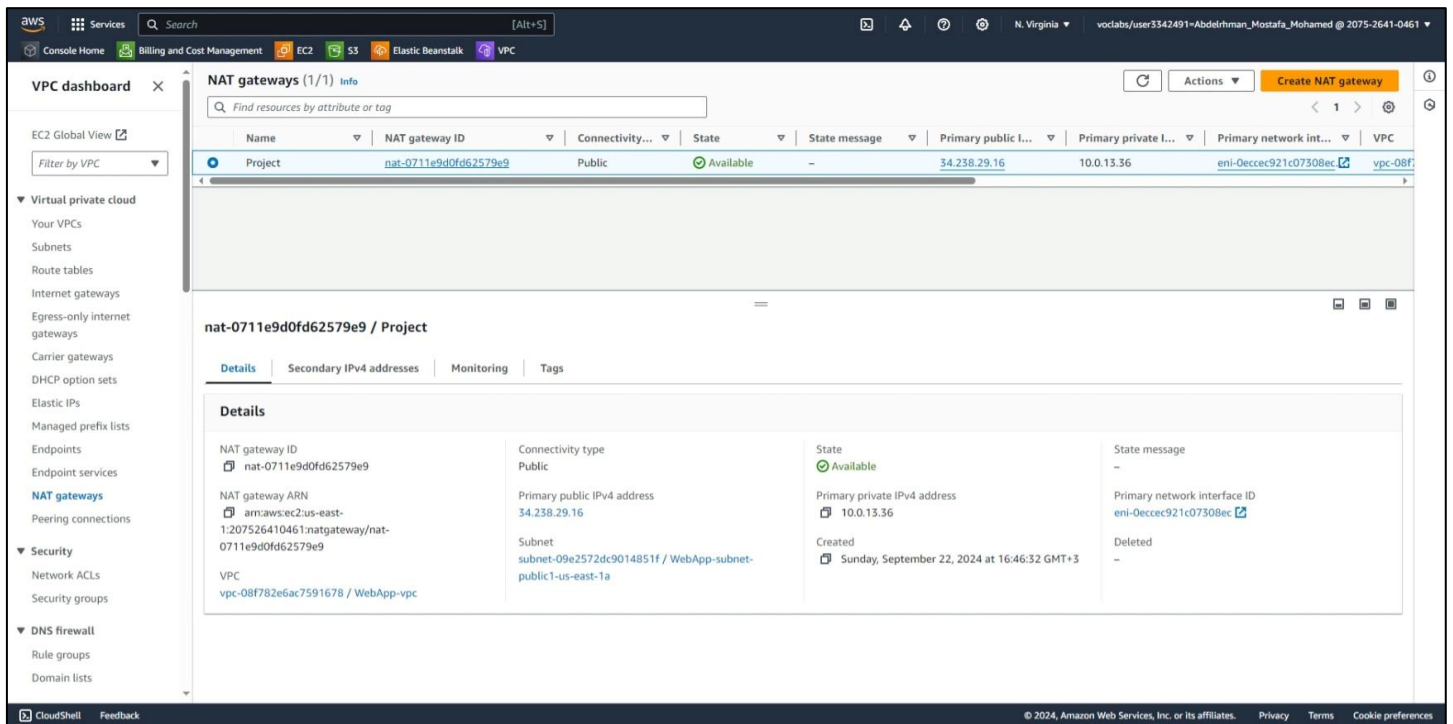 aws Services Search [Alt+S] N. Virginia ▼ voclabs/user3342491=Abdelrhman_Mostafa_Mohamed @ 2075-2641-0461 ▼
Console Home Billing and Cost Management EC2 S3 Elastic Beanstalk VPC
VPC dashboard
EC2 Global View
Filter by VPC
Virtual private cloud
Your VPCs
Subnets
Route tables
Internet gateways
Egress-only internet
gateways
Carrier gateways
DHCP option sets
Elastic IPs
Managed prefix lists
Endpoints
Endpoint services
NAT gateways
Peering connections
Security
Network ACLs
Security groups
DNS firewall
Rule groups
Domain lists
NAT gateways (1/1) Info
Actions ▼ Create NAT gateway
Find resources by attribute or tag
1
Name NAT gateway ID Connectivity... State State message Primary public I... Primary private I... Primary network int... VPC
Project nat-0711e9d0fd62579e9 Public Available – 34.238.29.16 10.0.13.36 eni-0eccec921c07308ec vpc-08f7
nat-0711e9d0fd62579e9 / Project
Details Secondary IPv4 addresses Monitoring Tags
Details
NAT gateway ID
nat-0711e9d0fd62579e9
NAT gateway ARN
arn:aws:ec2:us-east-
1:207526410461:natgateway/nat-
0711e9d0fd62579e9
VPC
vpc-08f782e6ac7591678 / WebApp-vpc
Connectivity type
Public
Primary public IPv4 address
34.238.29.16
Subnet
subnet-09e2572dc9014851f / WebApp-subnet-
public1-us-east-1a
State
Available
Primary private IPv4 address
10.0.13.36
Created
Sunday, September 22, 2024 at 16:46:32 GMT+3
State message
–
Primary network interface ID
eni-0eccec921c07308ec
Deleted
–
CloudShell Feedback © 2024, Amazon Web Services, Inc. or its affiliates. Privacy Terms Cookie preferences